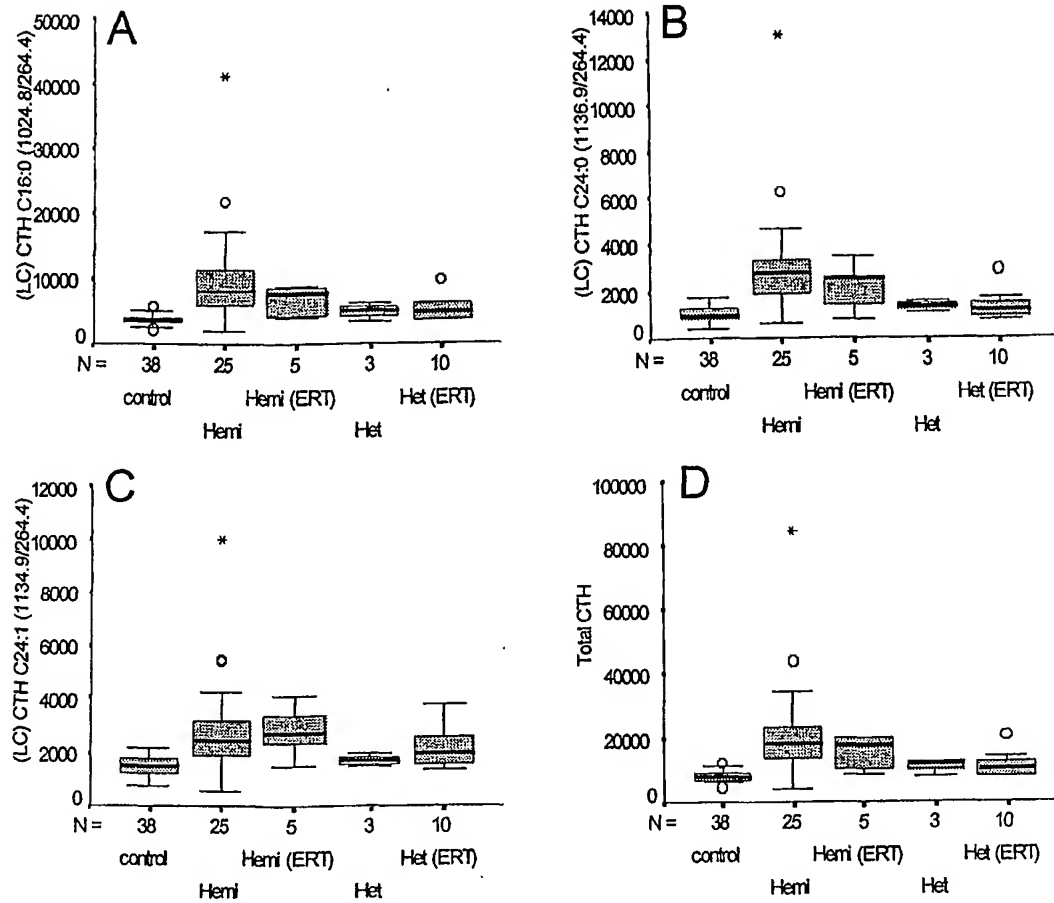 A
(LC) CTH C16:0 (1024.8/264.4)
50000
40000
30000
20000
10000
0
N = 38 25 5 3 10
control Hemi (ERT) Het (ERT)
Hemi Het
B
(LC) CTH C24:0 (1136.9/264.4)
14000
12000
10000
8000
6000
4000
2000
0
N = 38 25 5 3 10
control Hemi (ERT) Het (ERT)
Hemi Het
C
(LC) CTH C24:1 (1134.9/264.4)
12000
10000
8000
6000
4000
2000
0
N = 38 25 5 3 10
control Hemi (ERT) Het (ERT)
Hemi Het
D
Total CTH
100000
80000
60000
40000
20000
0
N = 38 25 5 3 10
control Hemi (ERT) Het (ERT)
Hemi Het